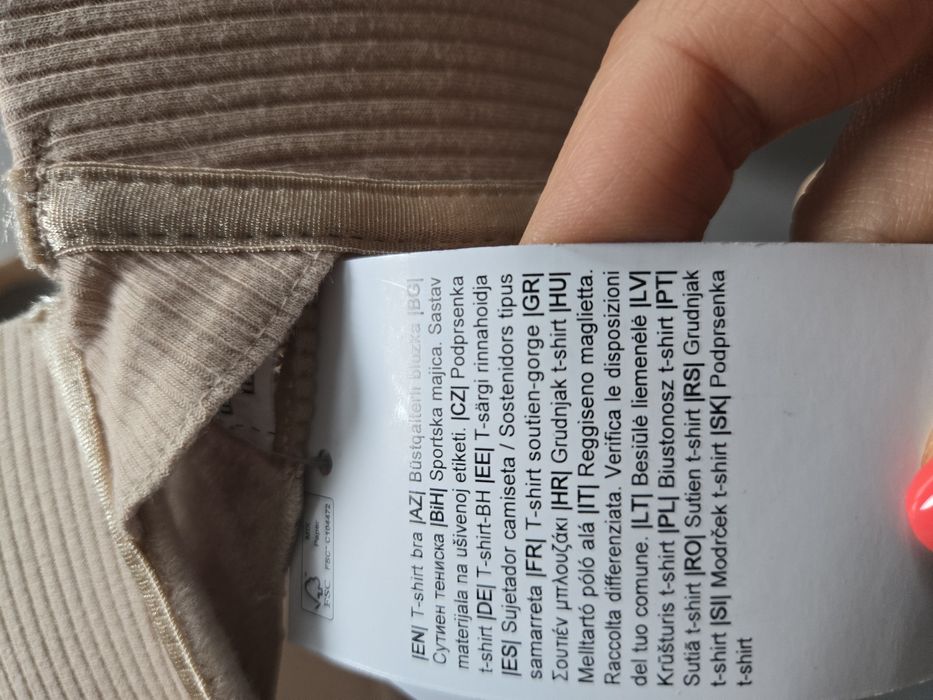 |EN| T-shirt bra |AZ| Büstqalterli bluzka |BG|
Сутиен тениска |BiH| Sportska majica. Sastav
materijala na ušivenoj etiketi. |CZ| Podprsenka
t-shirt |DE| T-shirt-BH |EE| T-särgi rinnahoidja
|ES| Sujetador camiseta / Sostenidors tipus
samarreta |FR| T-shirt soutien-gorge |GR|
Σουτιέν μπλουζάκι |HR| Grudnjak t-shirt |HU|
Melltartó póló alá |IT| Reggiseno maglietta.
Raccolta differenziata. Verifica le disposizioni
del tuo comune. |LT| Besiūlė liemenėlė |LV|
Krūšturis t-shirt |PL| Biustonosz t-shirt |PT|
Sutiã t-shirt |RO| Sutien t-shirt |RS| Grudnjak
t-shirt |SI| Modrček t-shirt |SK| Podprsenka
t-shirt
MIX
Paper
FSC
FSC™ C104472